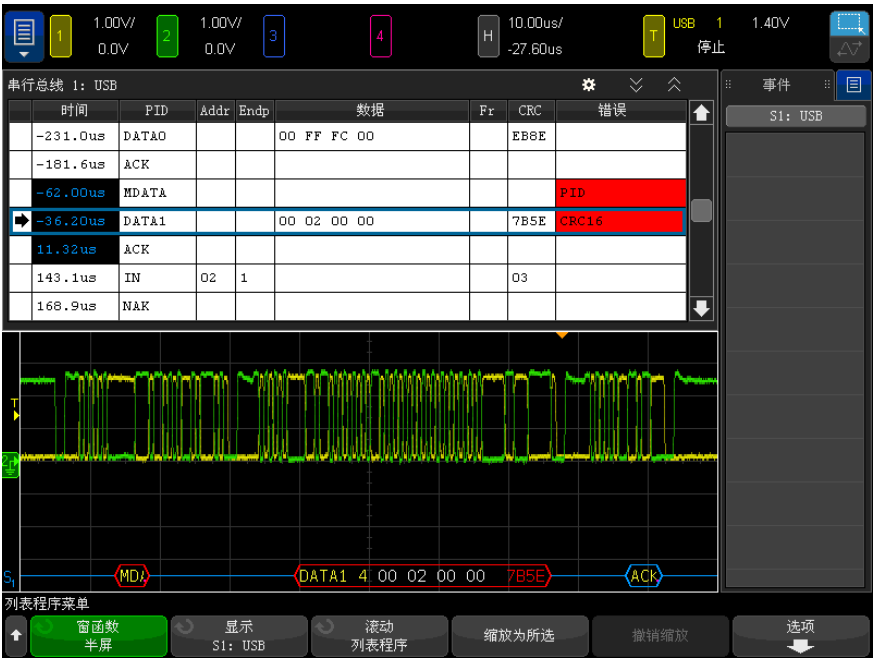 1 1.00V/ 2 1.00V/ 3 4 H 10.00us/ T USB 1 1.40V
0.0V 0.0V -27.60us 停止
串行总线 1: USB
时间 PID Addr Endp 数据 Fr CRC 错误
-231.0us DATA0 00 FF FC 00 EB8E
-181.6us ACK
-62.00us MDATA PID
-36.20us DATA1 00 02 00 00 7B5E CRC16
11.32us ACK
143.1us IN 02 1 03
168.9us NAK
事件
S1: USB
T
2
S1 MDA DATA1 4 00 02 00 00 7B5E ACK
列表程序菜单
窗函数 显示 滚动 缩放为所选 撤销缩放 选项
半屏 S1: USB 列表程序